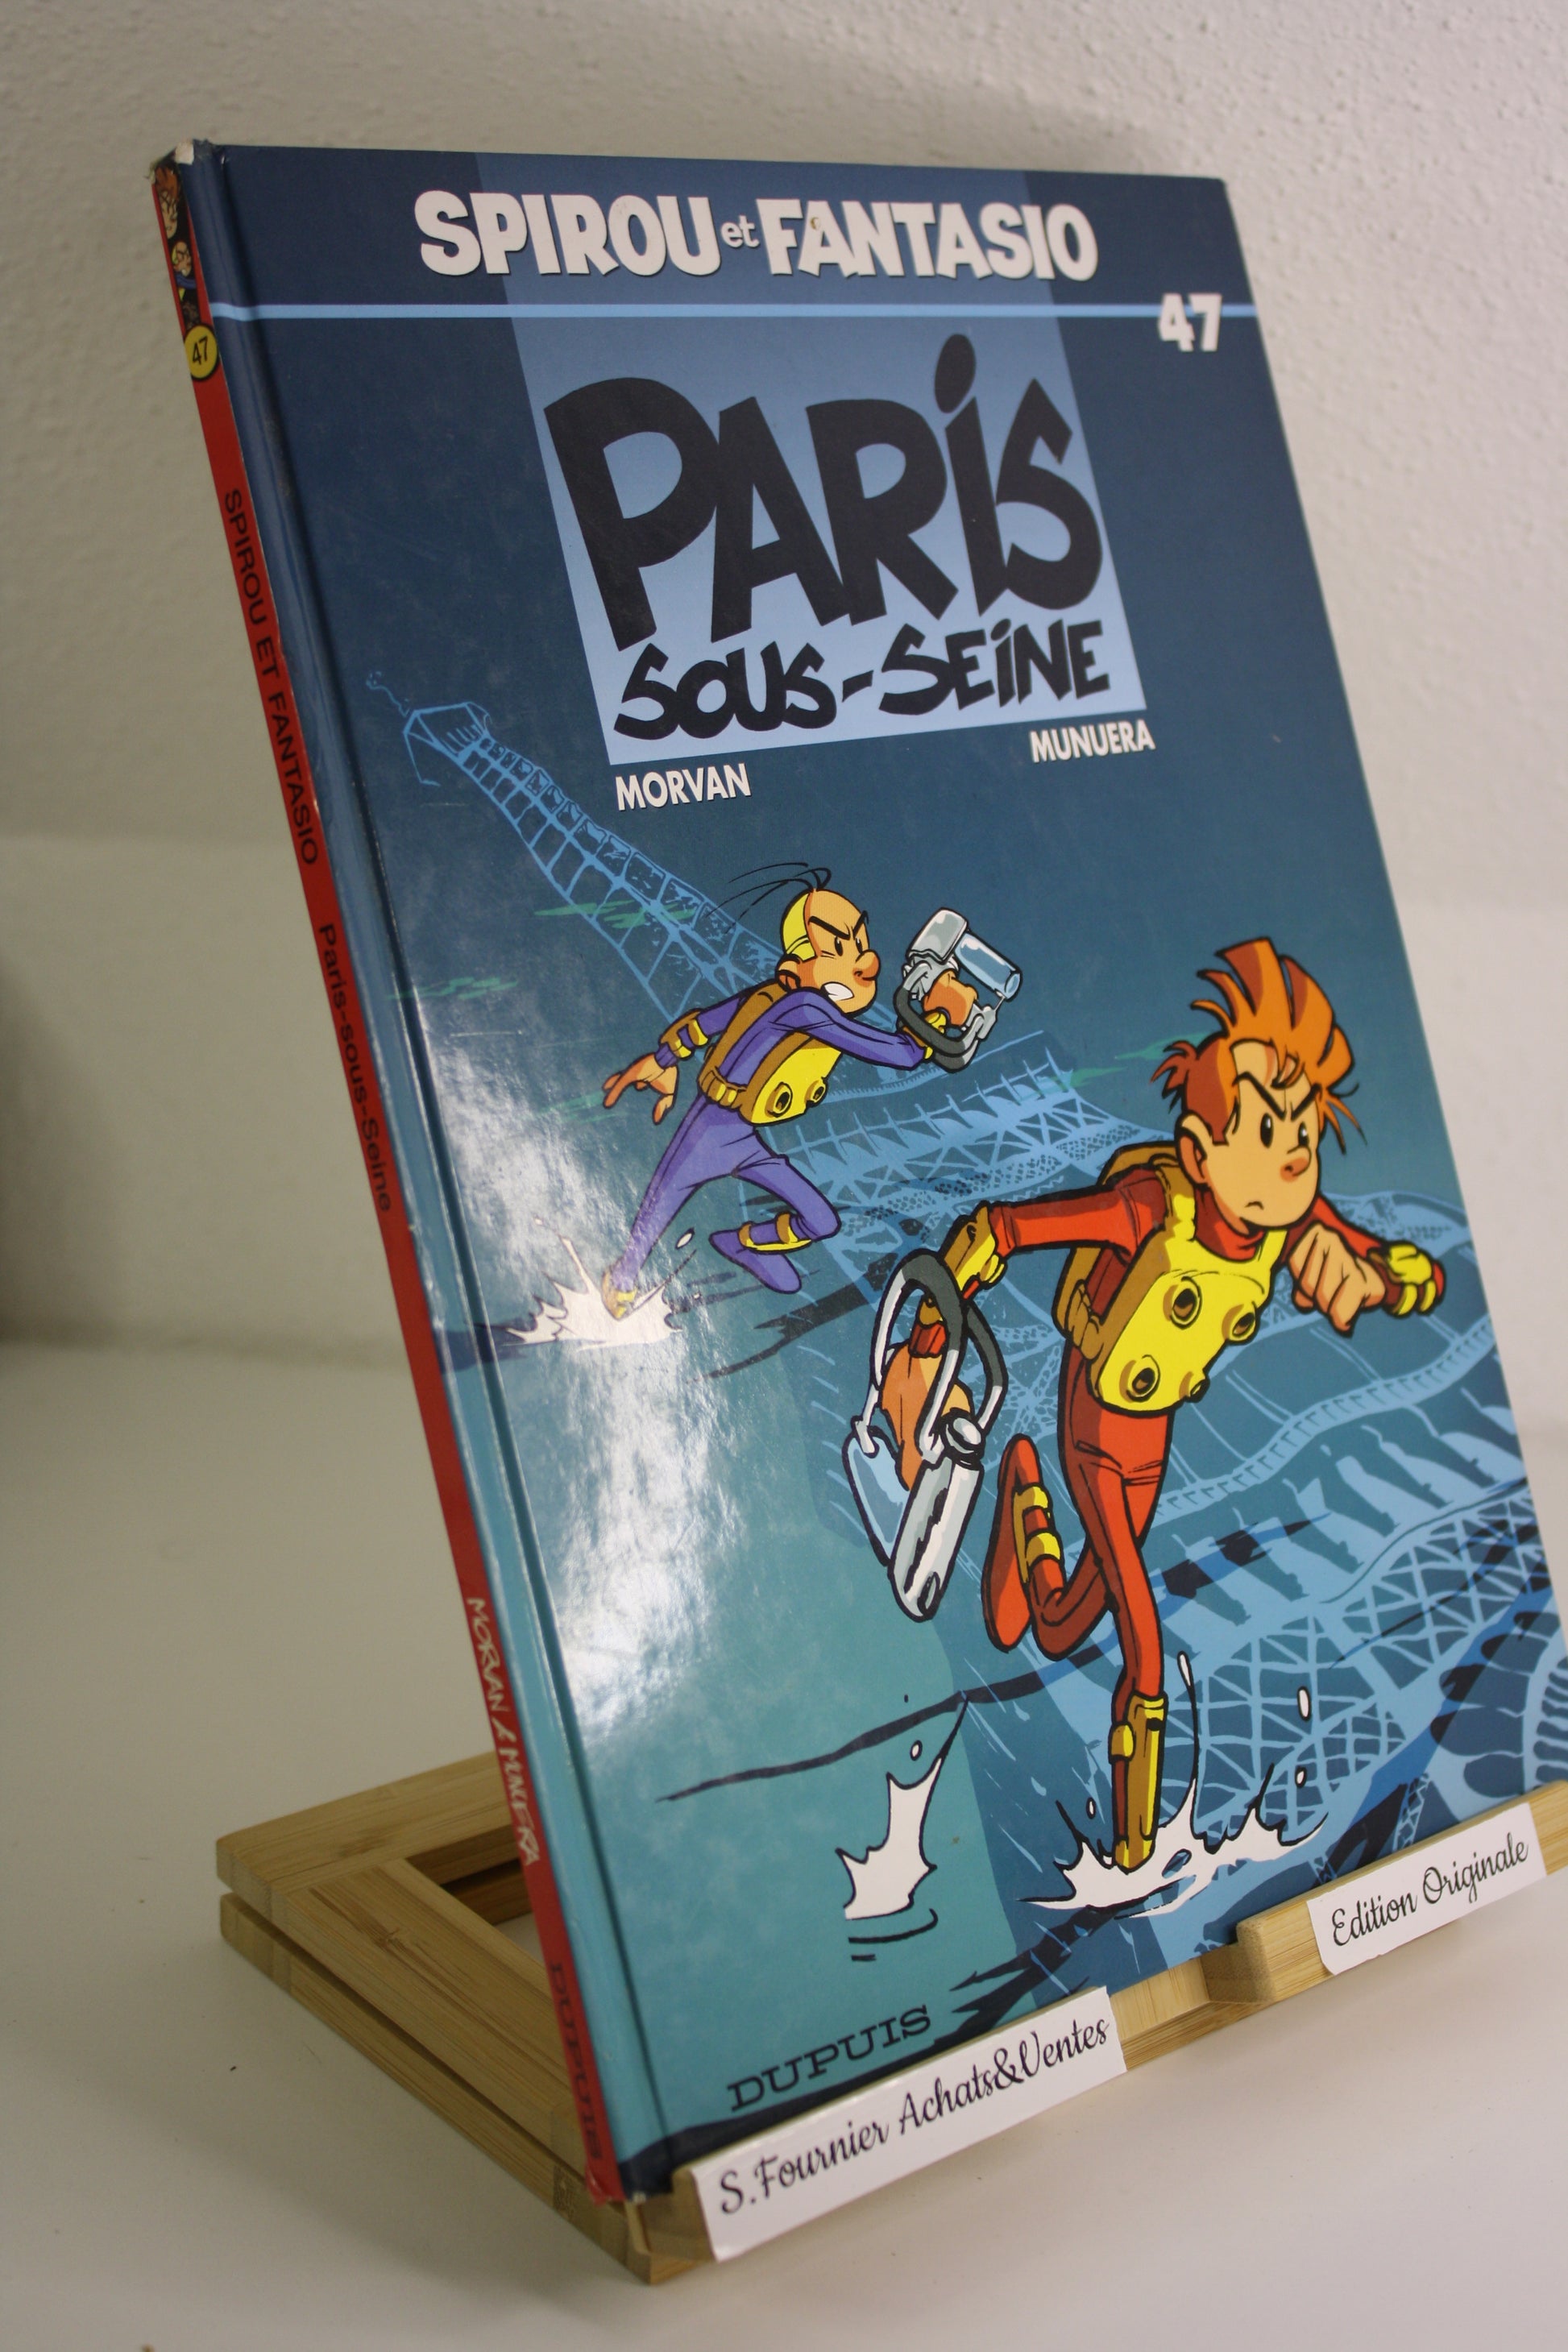 SPIROU et FANTASIO
47
PARIS
SOUS-SEINE
MORVAN
MUNUERA
DUPUIS
47
SPIROU ET FANTASIO
Paris-sous-Seine
MORVAN & MUNUERA
DUPUIS
S.Fournier Achats&Ventes
Edition Originale